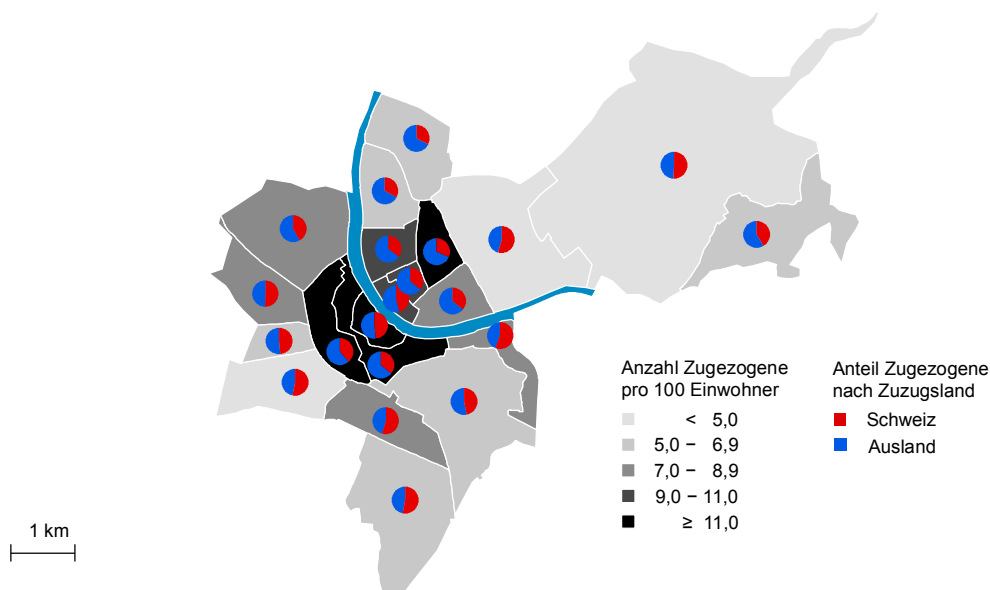 Anzahl Zugezogene
pro 100 Einwohner
< 5,0
5,0 – 6,9
7,0 – 8,9
9,0 – 11,0
≥ 11,0
Anteil Zugezogene
nach Zuzugsland
Schweiz
Ausland
1 km